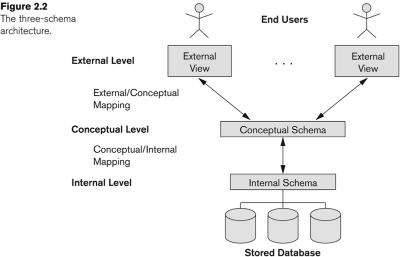 Figure 2.2
The three-schema
architecture.
End Users
External Level
External
View
. . .
External
View
External/Conceptual
Mapping
Conceptual Level
Conceptual Schema
Conceptual/Internal
Mapping
Internal Level
Internal Schema
Stored Database